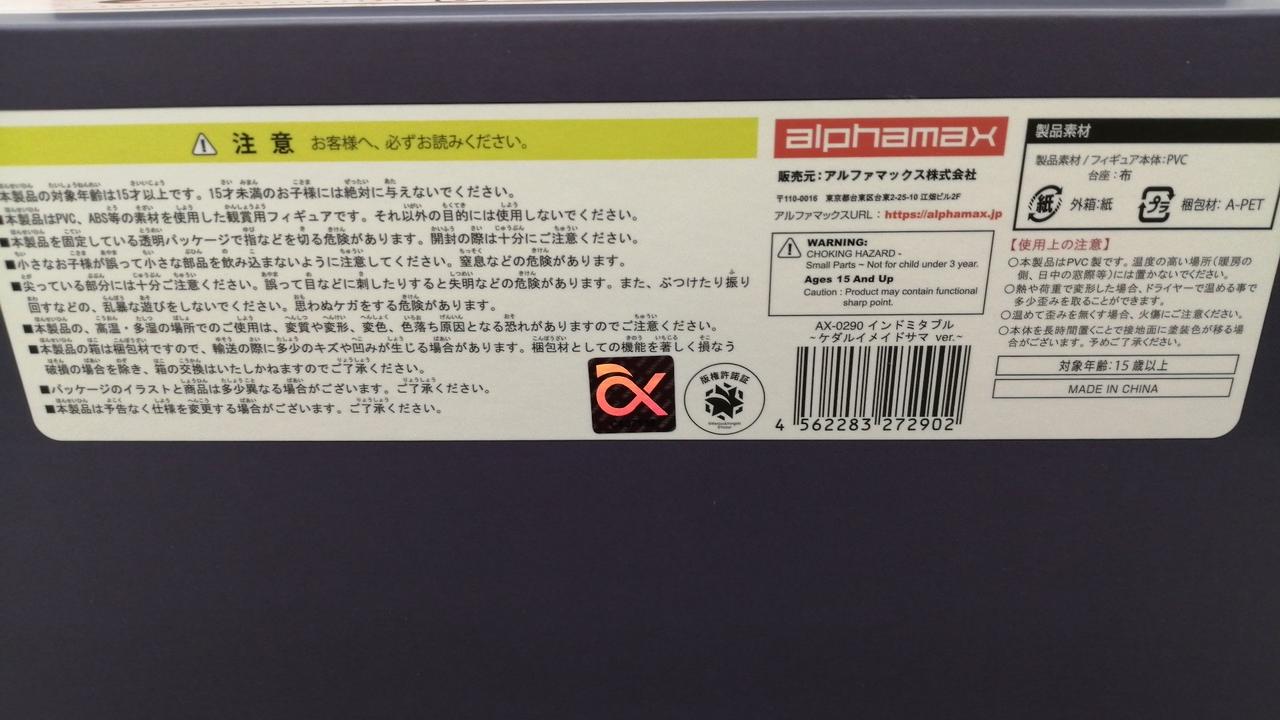 注意 お客様へ、必ずお読みください。
本製品の対象年齢は15才以上です。15才未満のお子様には絶対に与えないでください。
■本製品はPVC、ABS等の素材を使用した観賞用フィギュアです。それ以外の目的には使用しないでください。
■本製品を固定している透明パッケージで指などを切る危険があります。開封の際は十分にご注意ください。
■小さなお子様が誤って小さな部品を飲み込まないように注意してください。窒息などの危険があります。
■尖っている部分には十分ご注意ください。誤って目などに刺したりすると失明などの危険があります。また、ぶつけたり振り
回すなどの、乱暴な遊びをしないでください。思わぬケガをする危険があります。
■本製品の、高温・多湿の場所でのご使用は、変質や変形、変色、色落ち原因となる恐れがありますのでご注意ください。
■本製品の箱は梱包材ですので、輸送の際に多少のキズや凹みが生じる場合があります。梱包材としての機能を著しく損なう
破損の場合を除き、箱の交換はいたしかねますのでご了承ください。
■パッケージのイラストと商品は多少異なる場合がございます。ご了承ください。
■本製品は予告なく仕様を変更する場合がございます。ご了承ください。
α
版権許諾証
alphamax
販売元：アルファマックス株式会社
〒110-0016 東京都台東区台東2-25-10 江畑ビル2F
アルファマックスURL：https://alphamax.jp
WARNING:
CHOKING HAZARD -
Small Parts ~ Not for child under 3 year.
Ages 15 And Up
Caution : Product may contain functional
sharp point.
AX-0290 インドミタブル
～ケダルイメイドサマ ver.～
4 562283 272902
製品素材
製品素材/フィギュア本体:PVC
台座:布
紙 外箱:紙 プラ 梱包材: A-PET
【使用上の注意】
○本製品はPVC製です。温度の高い場所(暖房の
側、日中の窓際等)には置かないでください。
○熱や荷重で変形した場合、ドライヤーで温める事で
多少歪みを取ることができます。
○温めて歪みを無くす場合、火傷にご注意ください。
○本体を長時間置くことで接地面に塗装色が移る場
合がございます。予めご了承ください。
対象年齢:15歳以上
MADE IN CHINA